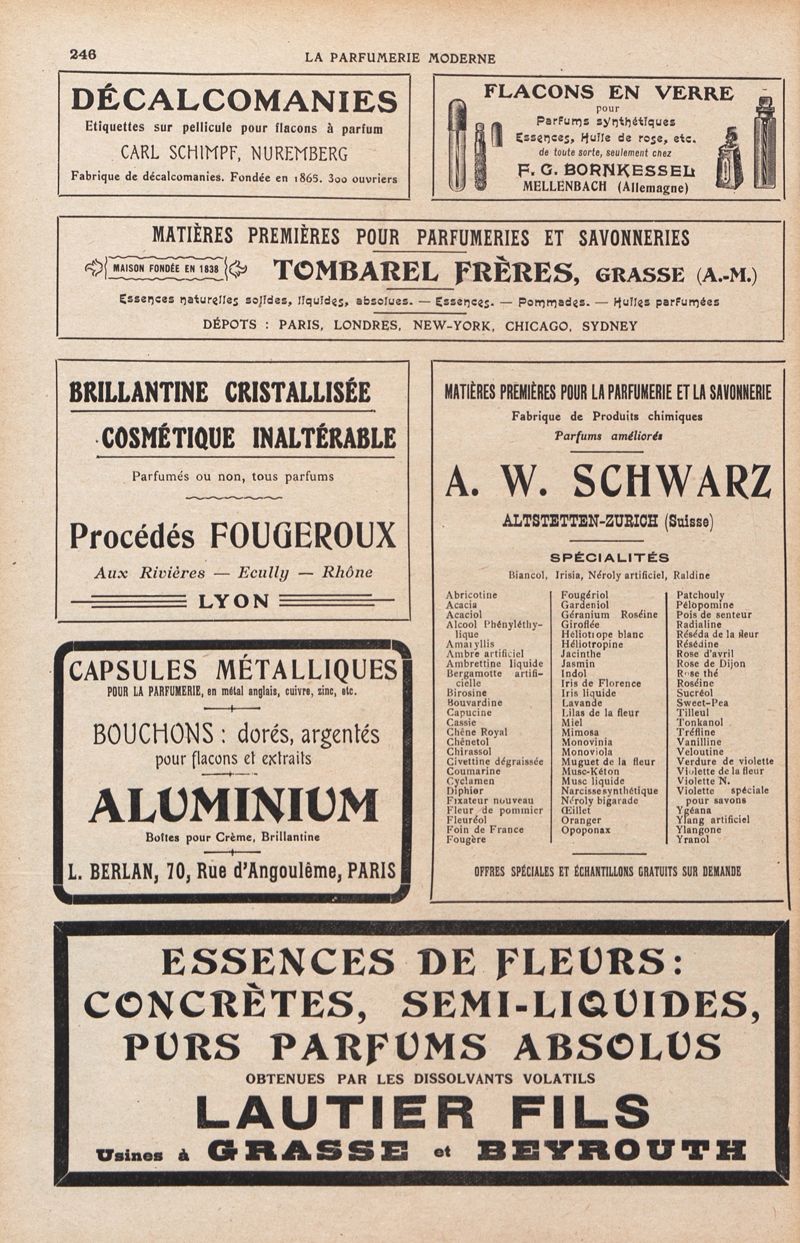 246
LA PARFUMERIE MODERNE
DÉCALCOMANIES
Etiquettes sur pellicule pour flacons à parfum
CARL SCHIMPF, NUREMBERG
Fabrique de décalcomanies. Fondée en 1865. 300 ouvriers
FLACONS EN VERRE
pour
Parfums synthétiques
Essences, Huile de rose, etc.
de toute sorte, seulement chez
F. G. BORNKESSEL
MELLENBACH (Allemagne)
MATIÈRES PREMIÈRES POUR PARFUMERIES ET SAVONNERIES
MAISON FONDÉE EN 1838
TOMBAREL FRÈRES, GRASSE (A.-M.)
Essences naturelles solides, liquides, absolues. — Essences. — Pommades. — Huiles parfumées
DÉPOTS : PARIS, LONDRES, NEW-YORK, CHICAGO, SYDNEY
BRILLANTINE CRISTALLISÉE
COSMÉTIQUE INALTÉRABLE
Parfumés ou non, tous parfums
Procédés FOUGEROUX
Aux Rivières — Ecully — Rhône
LYON
CAPSULES MÉTALLIQUES
POUR LA PARFUMERIE, en métal anglais, cuivre, zinc, etc.
BOUCHONS : dorés, argentés
pour flacons et extraits
ALUMINIUM
Boîtes pour Crème, Brillantine
L. BERLAN, 70, Rue d'Angoulême, PARIS
MATIÈRES PREMIÈRES POUR LA PARFUMERIE ET LA SAVONNERIE
Fabrique de Produits chimiques
Parfums améliorés
A. W. SCHWARZ
ALTSTETTEN-ZURICH (Suisse)
SPÉCIALITÉS
Biancol, Irisia, Néroly artificiel, Raldine
Abricotine
Acacia
Acaciol
Alcool Phényléthy-
lique
Amaryllis
Ambre artificiel
Ambrettine liquide
Bergamotte artifi-
cielle
Birosine
Bouvardine
Capucine
Cassie
Chêne Royal
Chênetol
Chirassol
Civettine dégraissée
Coumarine
Cyclamen
Diphior
Fixateur nouveau
Fleur de pommier
Fleuréol
Foin de France
Fougère
Fougériol
Gardeniol
Géranium Roséine
Giroflée
Héliotrope blanc
Héliotropine
Jacinthe
Jasmin
Indol
Iris de Florence
Iris liquide
Lavande
Lilas de la fleur
Miel
Mimosa
Monovinia
Monoviola
Muguet de la fleur
Musc-Kéton
Musc liquide
Narcisse synthétique
Néroly bigarade
Œillet
Oranger
Opoponax
Patchouly
Pélopomine
Pois de senteur
Radialine
Réséda de la fleur
Résédine
Rose d'avril
Rose de Dijon
Rose thé
Roséine
Sucréol
Sweet-Pea
Tilleul
Tonkanol
Tréfline
Vanilline
Veloutine
Verdure de violette
Violette de la fleur
Violette N.
Violette spéciale
pour savons
Ygéana
Ylang artificiel
Ylangone
Yranol
OFFRES SPÉCIALES ET ÉCHANTILLONS GRATUITS SUR DEMANDE
ESSENCES DE FLEURS:
CONCRÈTES, SEMI-LIQUIDES,
PURS PARFUMS ABSOLUS
OBTENUES PAR LES DISSOLVANTS VOLATILS
LAUTIER FILS
Usines à GRASSE et BEYROUTH